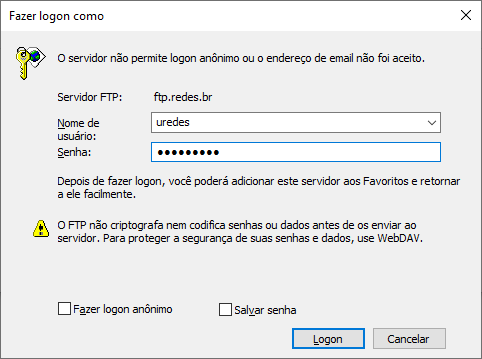 Fazer logon como
O servidor não permite logon anônimo ou o endereço de email não foi aceito.
Servidor FTP: ftp.redes.br
Nome de
usuário: uredes
Senha: ●●●●●●●●●
Depois de fazer logon, você poderá adicionar este servidor aos Favoritos e retornar
a ele facilmente.
O FTP não criptografa nem codifica senhas ou dados antes de os enviar ao
servidor. Para proteger a segurança de suas senhas e dados, use WebDAV.
Fazer logon anônimo Salvar senha
Logon Cancelar